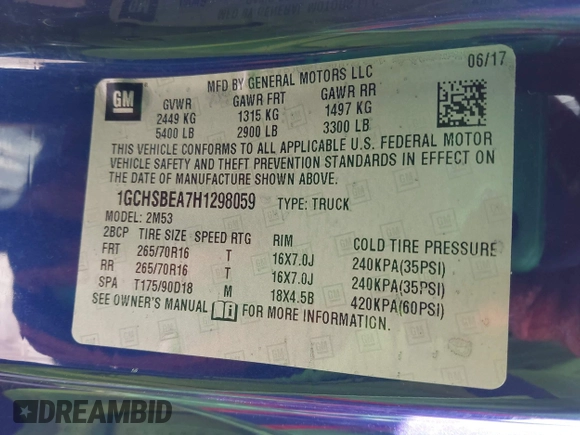 MFD BY GENERAL MOTORS LLC 06/17
GM
GVWR GAWR FRT GAWR RR
2449 KG 1315 KG 1497 KG
5400 LB 2900 LB 3300 LB
THIS VEHICLE CONFORMS TO ALL APPLICABLE U.S. FEDERAL MOTOR
VEHICLE SAFETY AND THEFT PREVENTION STANDARDS IN EFFECT ON
THE DATE OF MANUFACTURE SHOWN ABOVE.
1GCHSBEA7H1298059 TYPE: TRUCK
MODEL: 2M53
2BCP TIRE SIZE SPEED RTG RIM COLD TIRE PRESSURE
FRT 265/70R16 T 16X7.0J 240KPA(35PSI)
RR 265/70R16 T 16X7.0J 240KPA(35PSI)
SPA T175/90D18 M 18X4.5B 420KPA(60PSI)
SEE OWNER'S MANUAL FOR MORE INFORMATION.
DREAMBID